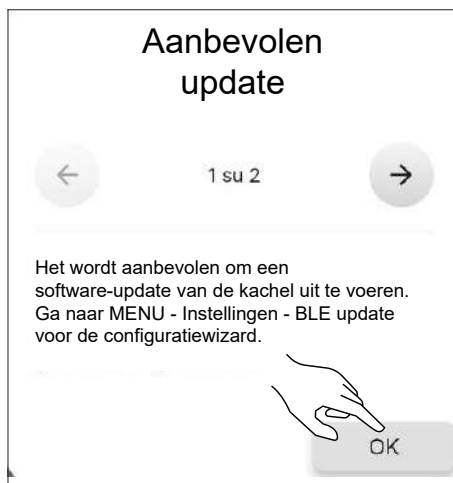 Aanbevolen
update
← 1 su 2 →
Het wordt aanbevolen om een
software-update van de kachel uit te voeren.
Ga naar MENU - Instellingen - BLE update
voor de configuratiewizard.
OK